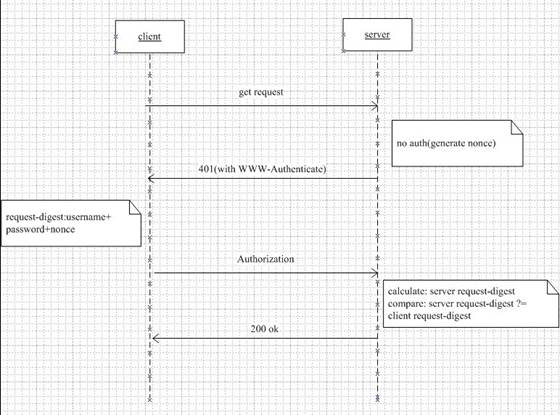 client
server
get request
no auth(generate nonce)
401(with WWW-Authenticate)
request-digest:username+
password+nonce
Authorization
calculate: server request-digest
compare: server request-digest ?=
client request-digest
200 ok